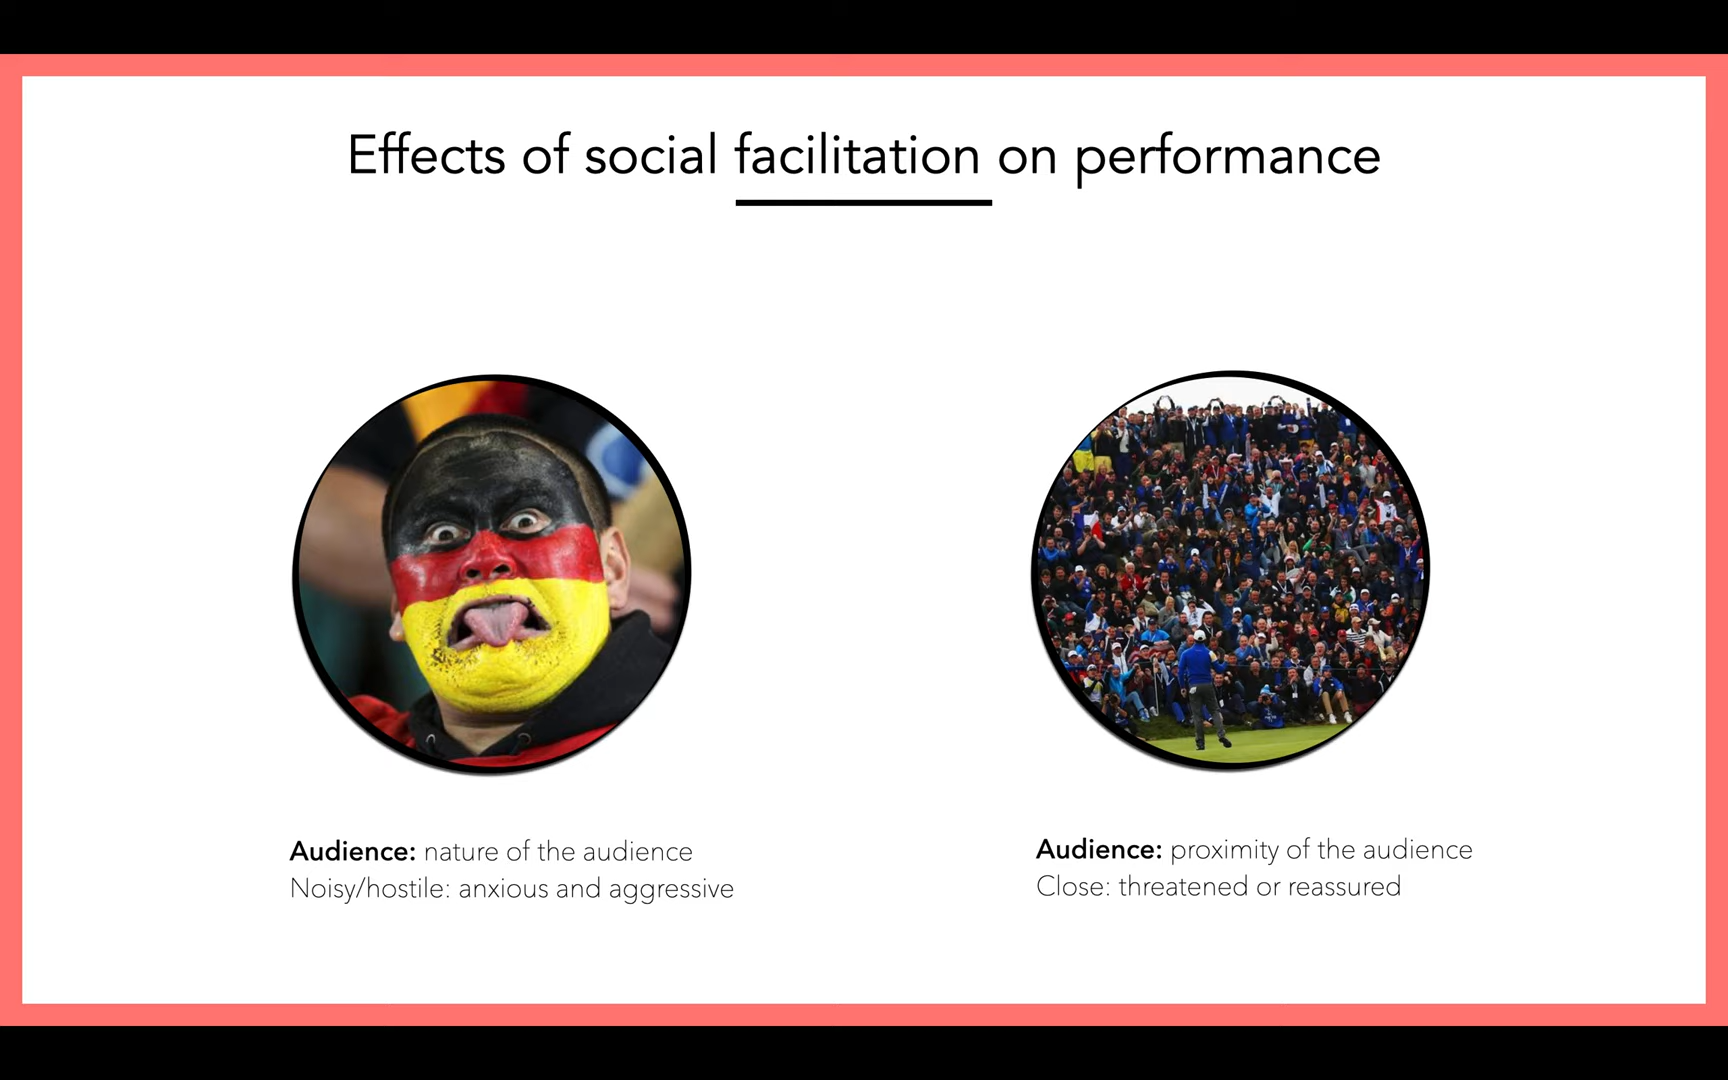 Effects of social facilitation on performance
Audience: nature of the audience
Noisy/hostile: anxious and aggressive
Audience: proximity of the audience
Close: threatened or reassured